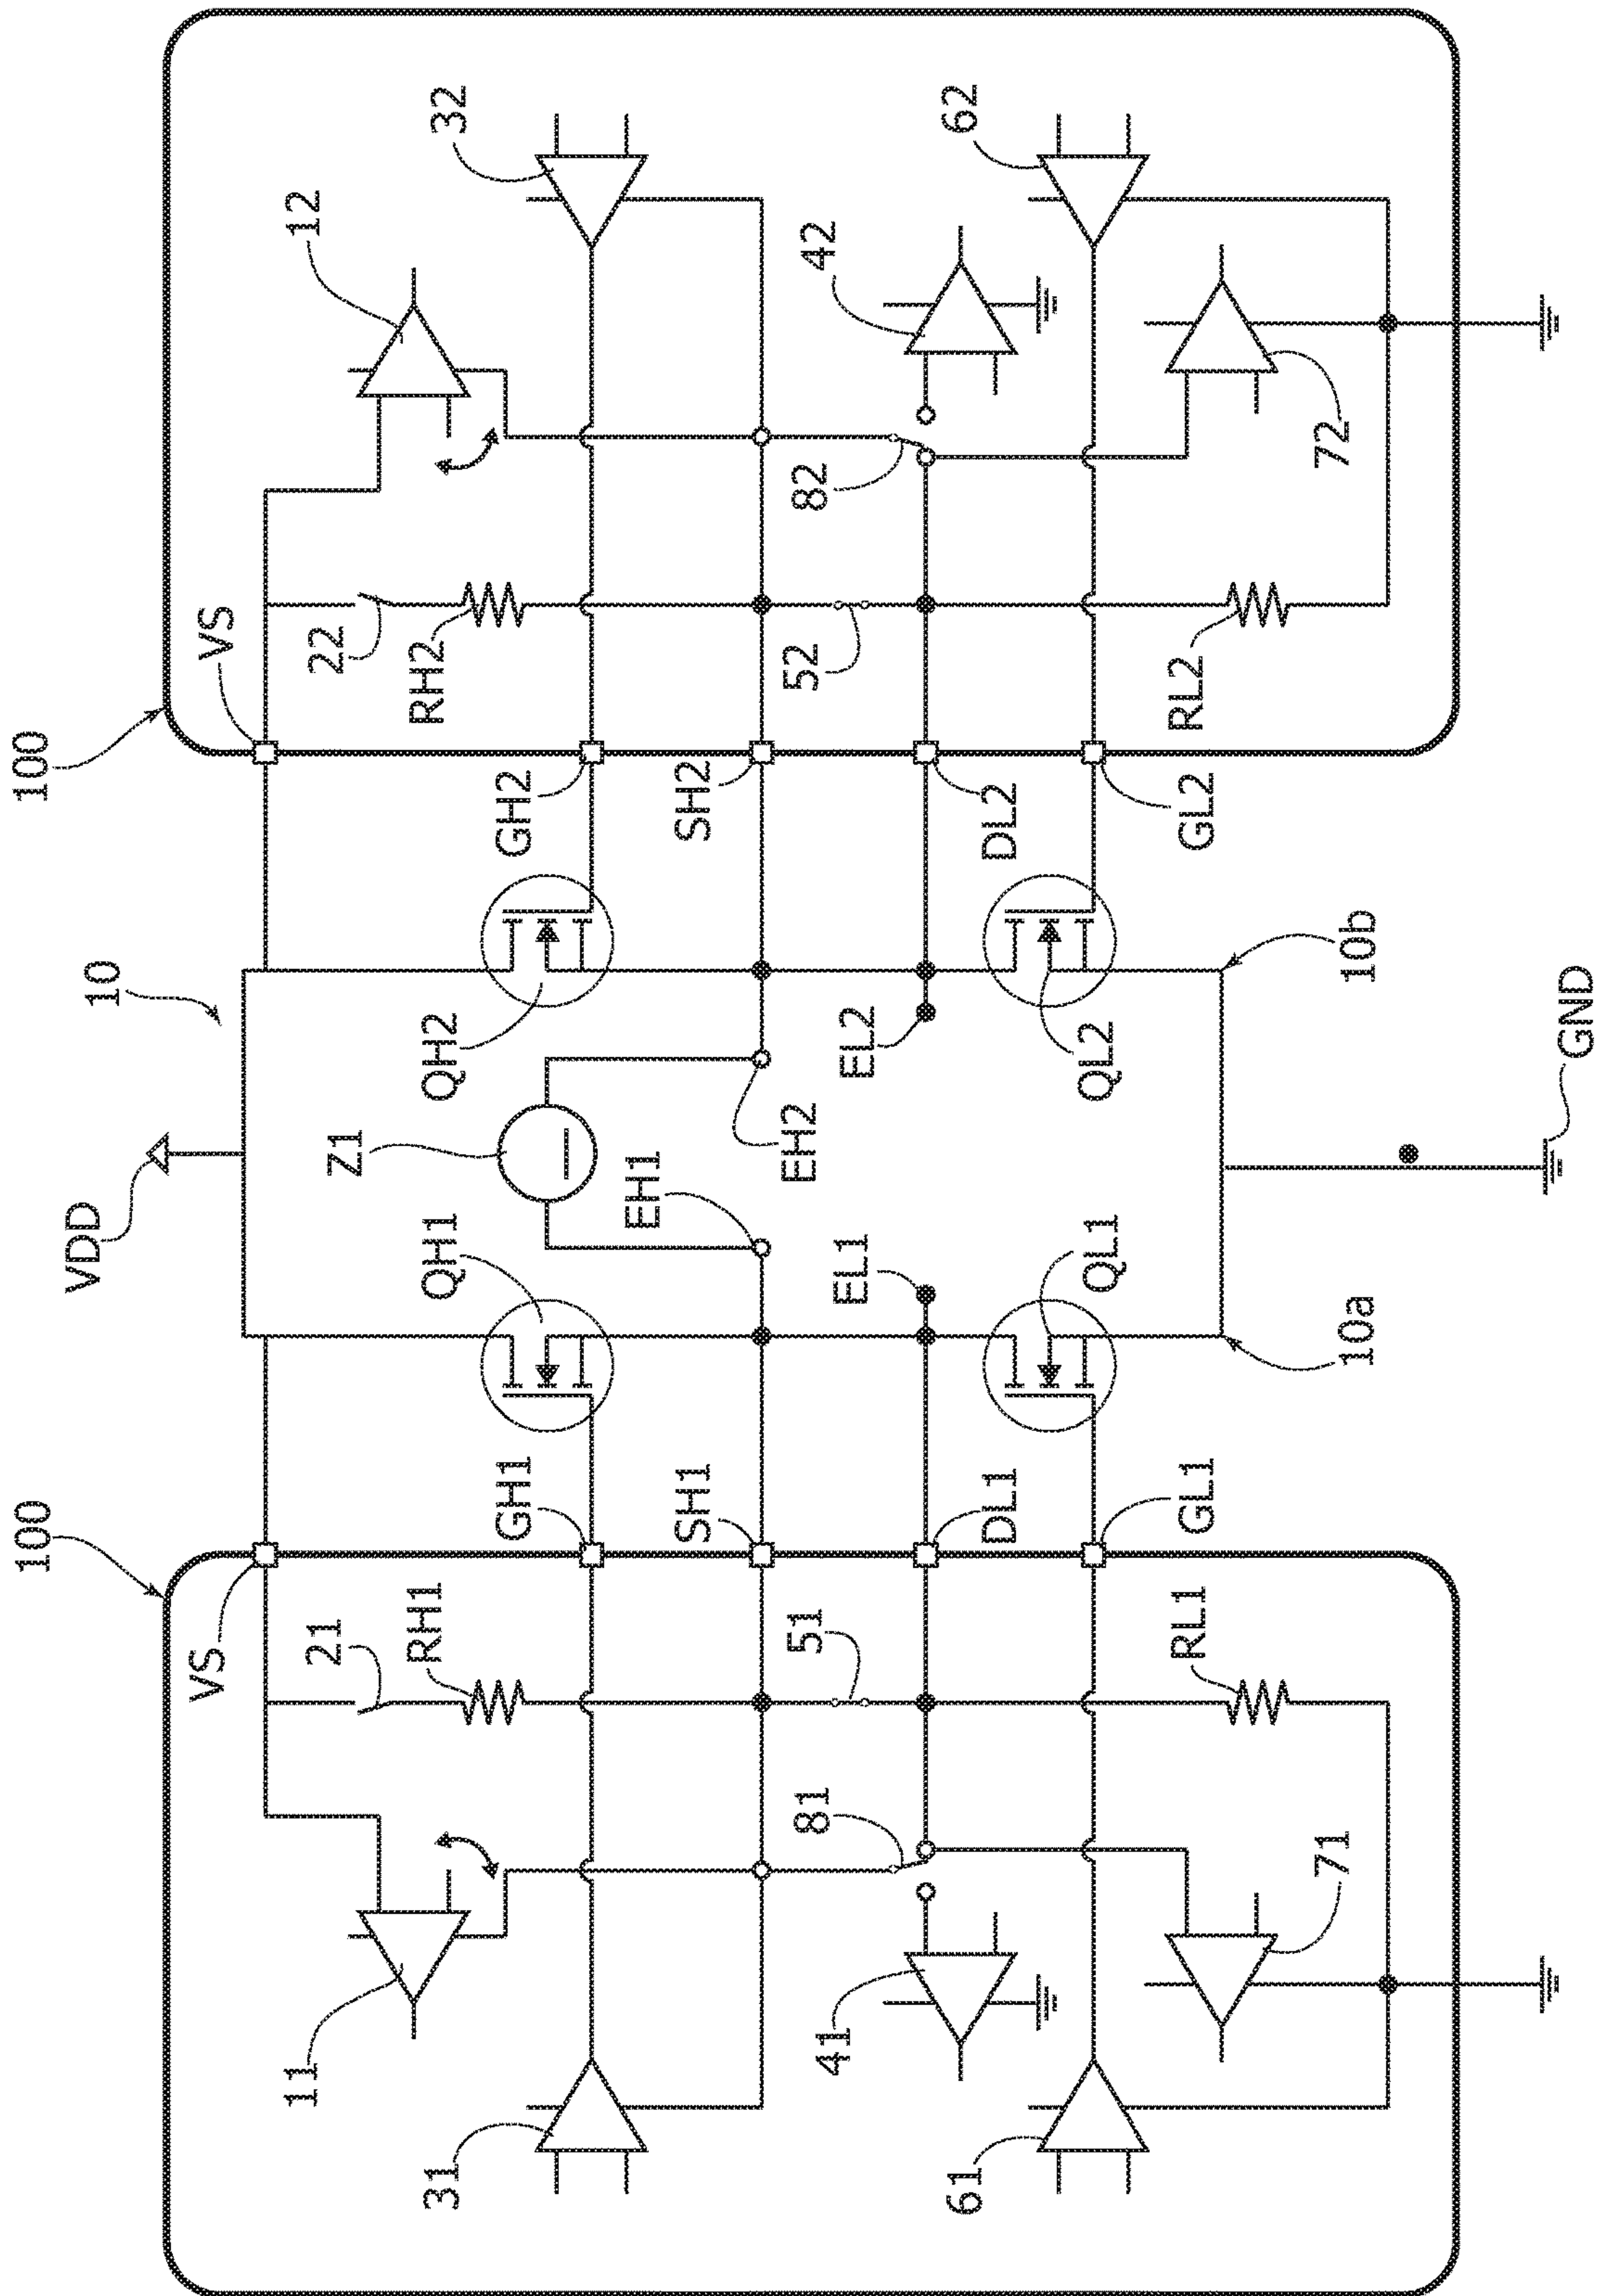 100
100
VDD
10
VS
VS
11
21
22
12
31
RH1
GH1
QH1
Z1
QH2
GH2
RH2
32
SH1
EH1
SH2
81
51
EH2
52
82
41
EL1
EL2
42
61
DL1
DL2
62
RL1
GL1
QL1
QL2
GL2
RL2
71
10a
10b
72
GND